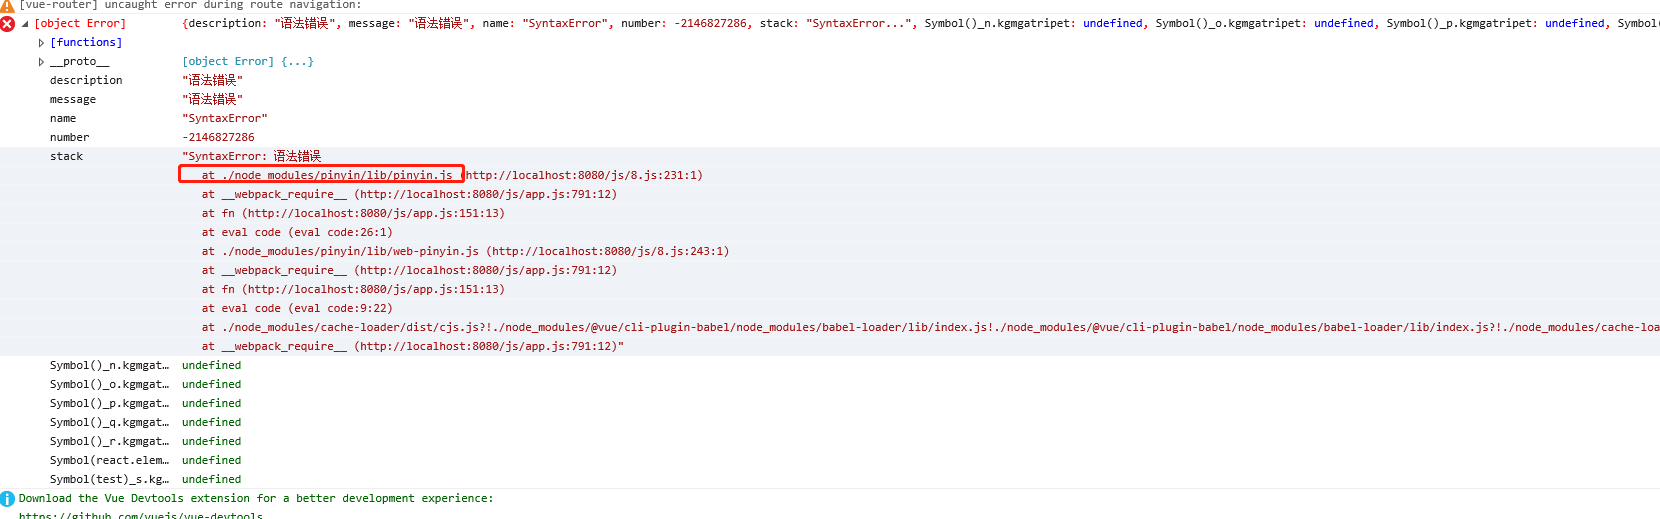 [vue-router] uncaught error during route navigation:
[object Error] {description: "语法错误", message: "语法错误", name: "SyntaxError", number: -2146827286, stack: "SyntaxError...", Symbol()_n.kgmgatripet: undefined, Symbol()_o.kgmgatripet: undefined, Symbol()_p.kgmgatripet: undefined, Symbol
[functions]
__proto__ [object Error] {...}
description "语法错误"
message "语法错误"
name "SyntaxError"
number -2146827286
stack "SyntaxError: 语法错误
at ./node_modules/pinyin/lib/pinyin.js (http://localhost:8080/js/8.js:231:1)
at __webpack_require__ (http://localhost:8080/js/app.js:791:12)
at fn (http://localhost:8080/js/app.js:151:13)
at eval code (eval code:26:1)
at ./node_modules/pinyin/lib/web-pinyin.js (http://localhost:8080/js/8.js:243:1)
at __webpack_require__ (http://localhost:8080/js/app.js:791:12)
at fn (http://localhost:8080/js/app.js:151:13)
at eval code (eval code:9:22)
at ./node_modules/cache-loader/dist/cjs.js?!./node_modules/@vue/cli-plugin-babel/node_modules/babel-loader/lib/index.js!./node_modules/@vue/cli-plugin-babel/node_modules/babel-loader/lib/index.js?!./node_modules/cache-loa
at __webpack_require__ (http://localhost:8080/js/app.js:791:12)"
Symbol()_n.kgmgat... undefined
Symbol()_o.kgmgat... undefined
Symbol()_p.kgmgat... undefined
Symbol()_q.kgmgat... undefined
Symbol()_r.kgmgat... undefined
Symbol(react.elem... undefined
Symbol(test)_s.kg... undefined
Download the Vue Devtools extension for a better development experience:
https://github.com/vuejs/vue-devtools